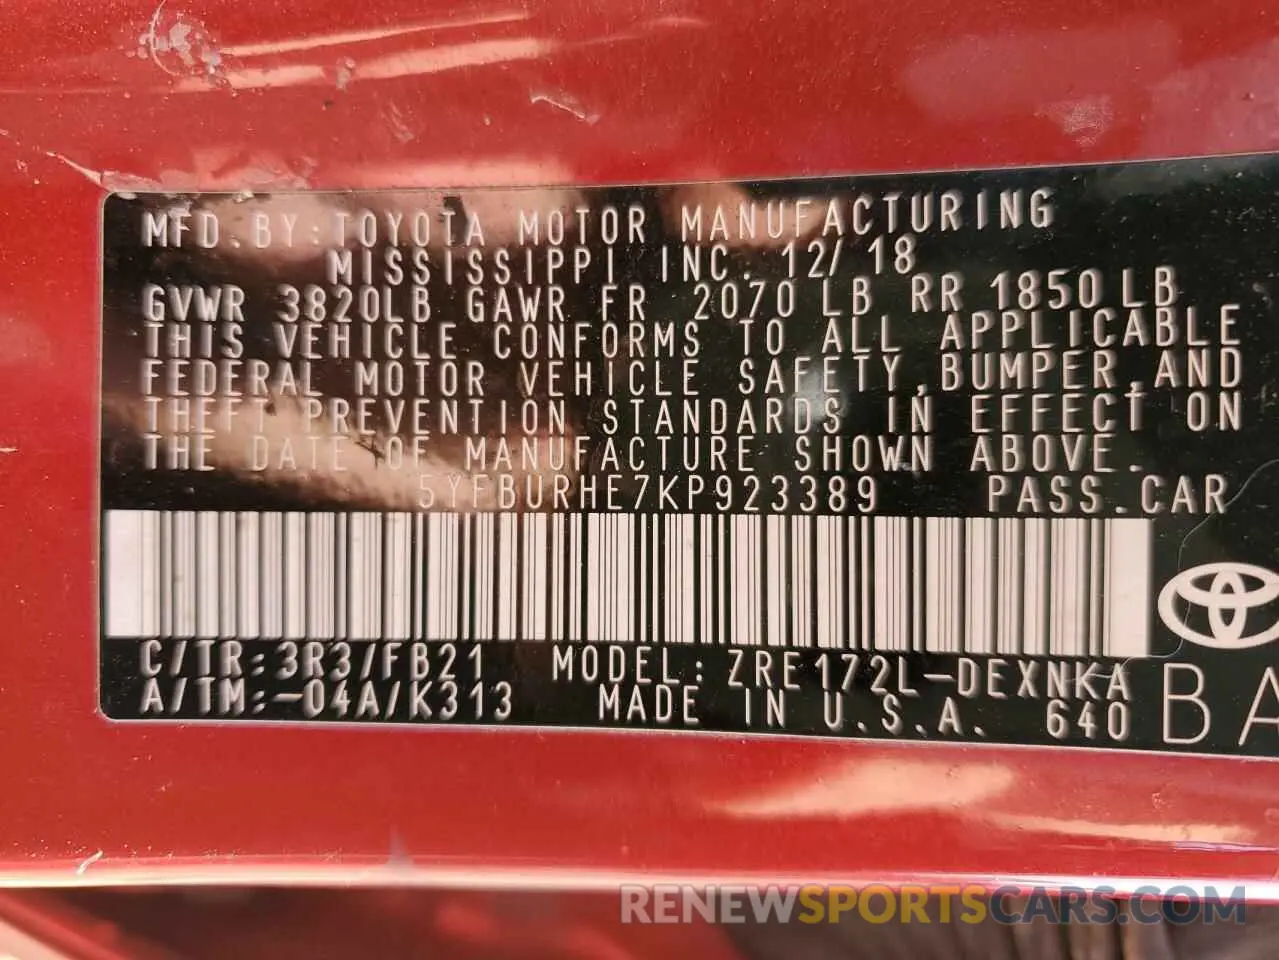 MFD.BY:TOYOTA MOTOR MANUFACTURING
MISSISSIPPI INC. 12/18
GVWR 3820LB GAWR FR 2070LB RR 1850LB
THIS VEHICLE CONFORMS TO ALL APPLICABLE
FEDERAL MOTOR VEHICLE SAFETY,BUMPER,AND
THEFT PREVENTION STANDARDS IN EFFECT ON
THE DATE OF MANUFACTURE SHOWN ABOVE.
5YFBURHE7KP923389 PASS.CAR
C/TR:3R3/FB21 MODEL:ZRE172L-DEXNKA
A/TM:-04A/K313 MADE IN U.S.A. 640
BA
RENEWSPORTSCARS.COM